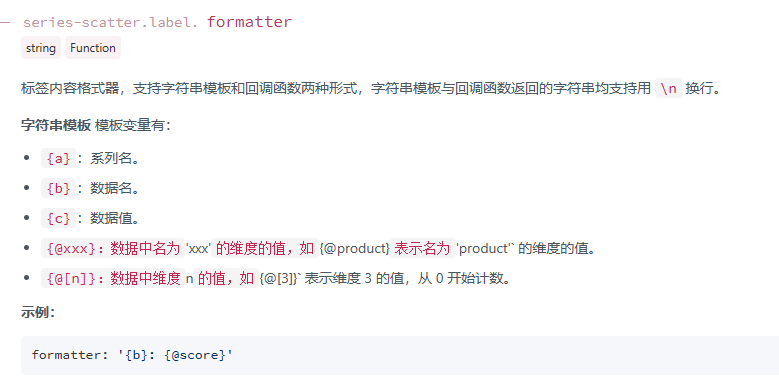 series-scatter.label. formatter
string Function
标签内容格式器，支持字符串模板和回调函数两种形式，字符串模板与回调函数返回的字符串均支持用 \n 换行。
字符串模板 模板变量有：
{a}：系列名。
{b}：数据名。
{c}：数据值。
{@xxx}：数据中名为 'xxx' 的维度的值，如 {@product} 表示名为 'product'` 的维度的值。
{@[n]}：数据中维度 n 的值，如 {@[3]}` 表示维度 3 的值，从 0 开始计数。
示例：
formatter: '{b}: {@score}'